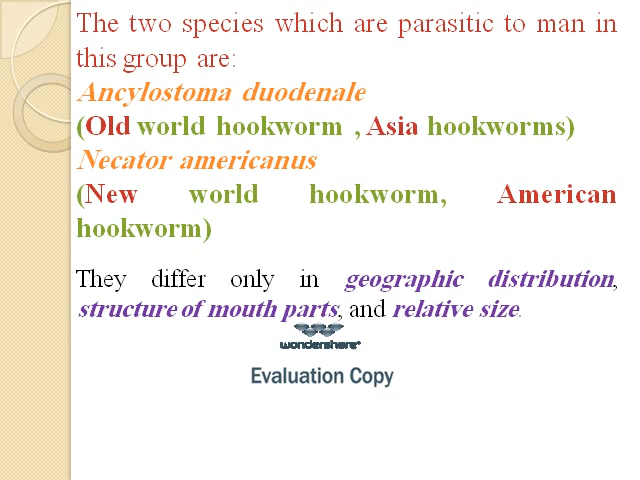 The two species which are parasitic to man in
this group are:
Ancylostoma duodenale
(Old world hookworm , Asia hookworms)
Necator americanus
(New world hookworm, American
hookworm)
They differ only in geographic distribution,
structure of mouth parts, and relative size.
wondershare
Evaluation Copy